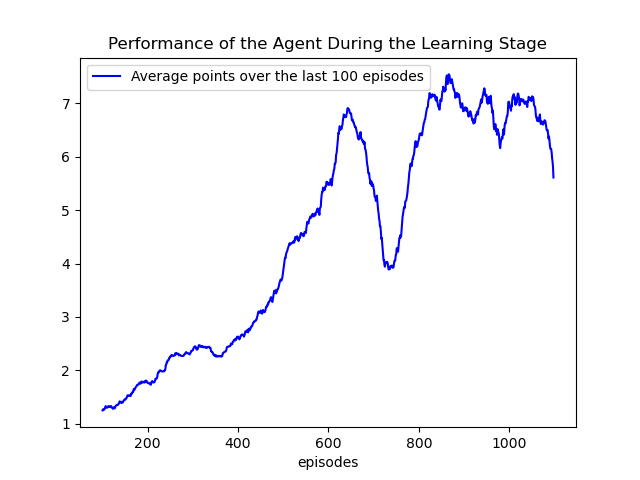 Performance of the Agent During the Learning Stage
Average points over the last 100 episodes
7
6
5
4
3
2
1
200 400 600 800 1000
episodes